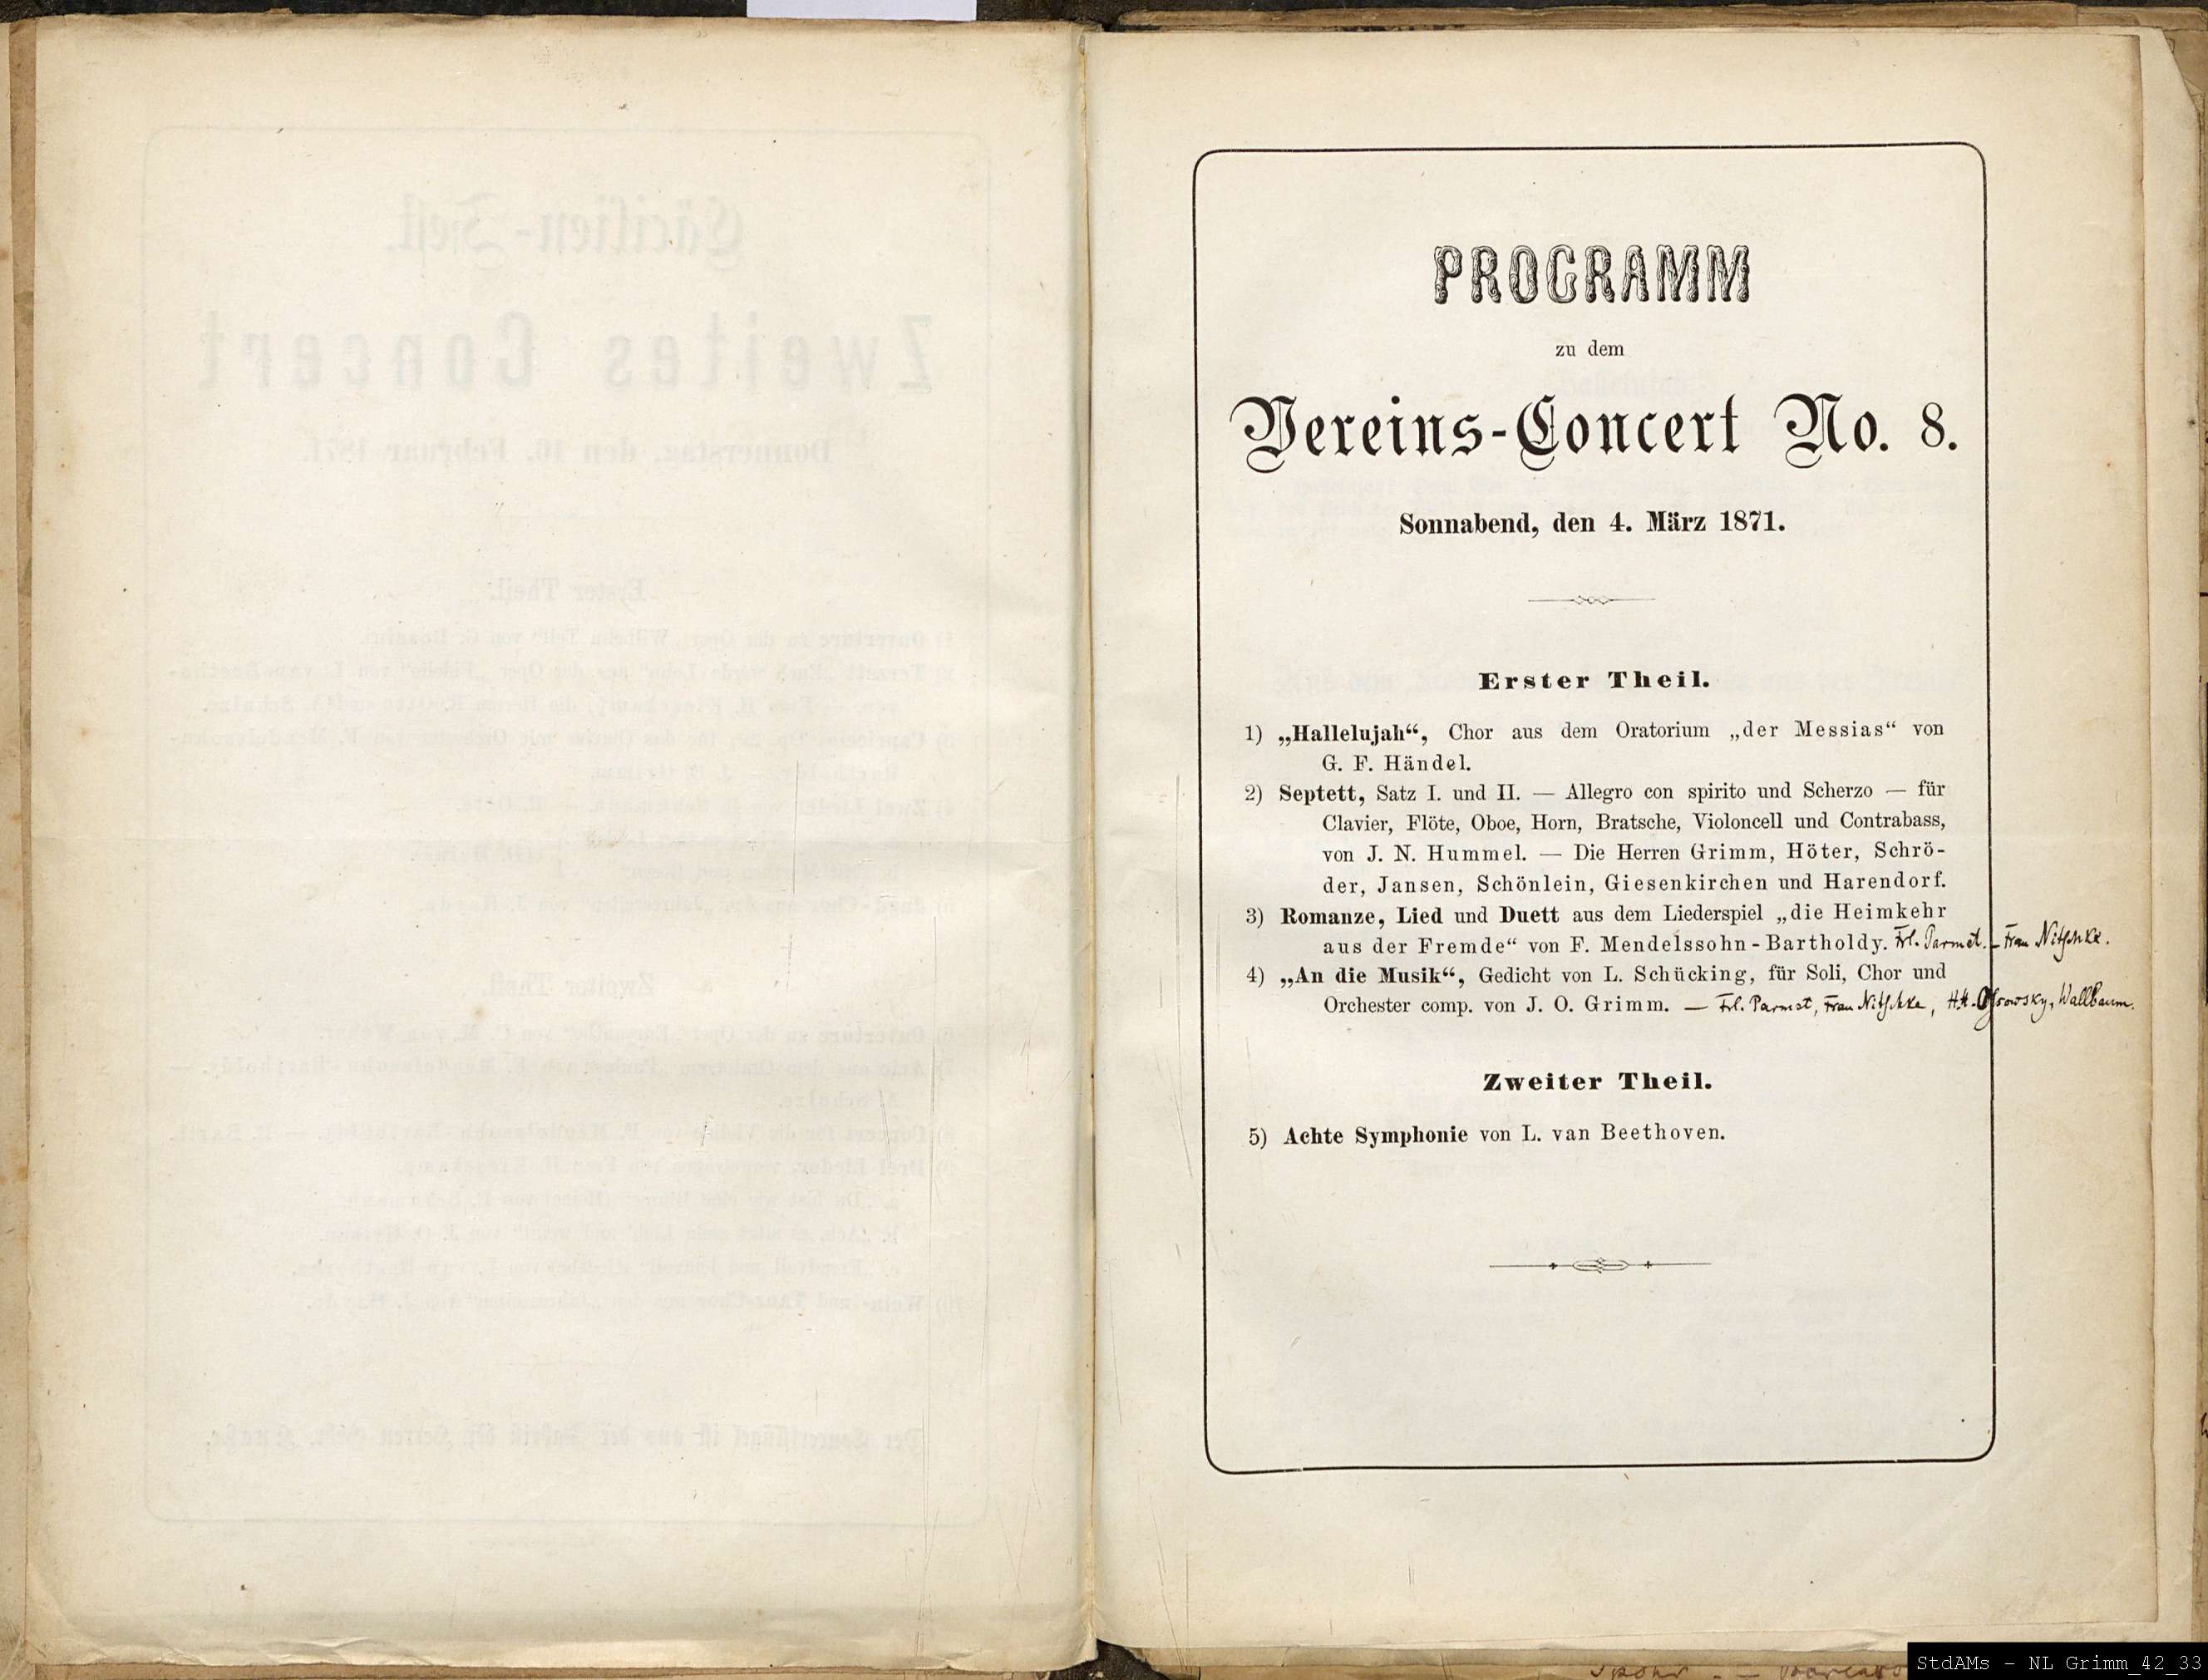 PROGRAMM
zu dem
Vereins-Concert No. 8.
Sonnabend, den 4. März 1871.
Erster Theil.
1) „Hallelujah“, Chor aus dem Oratorium „der Messias“ von
G. F. Händel.
2) Septett, Satz I. und II. — Allegro con spirito und Scherzo — für
Clavier, Flöte, Oboe, Horn, Bratsche, Violoncell und Contrabass,
von J. N. Hummel. — Die Herren Grimm, Höter, Schrö-
der, Jansen, Schönlein, Giesenkirchen und Harendorf.
3) Romanze, Lied und Duett aus dem Liederspiel „die Heimkehr
aus der Fremde“ von F. Mendelssohn-Bartholdy. Frl. Parmet. — Frau Nitschke.
4) „An die Musik“, Gedicht von L. Schücking, für Soli, Chor und
Orchester comp. von J. O. Grimm. — Frl. Parmet, Frau Nitschke, HH. Wallbaum.
Zweiter Theil.
5) Achte Symphonie von L. van Beethoven.
StdAMs - NL Grimm 42_33